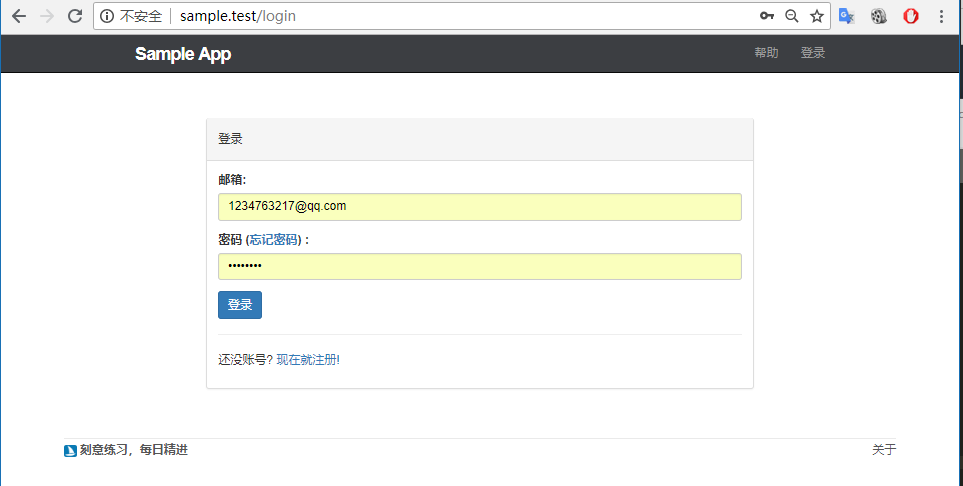 不安全 sample.test/login
Sample App 帮助 登录
登录
邮箱:
1234763217@qq.com
密码 (忘记密码) :
••••••••
登录
还没账号? 现在就注册!
刻意练习，每日精进 关于